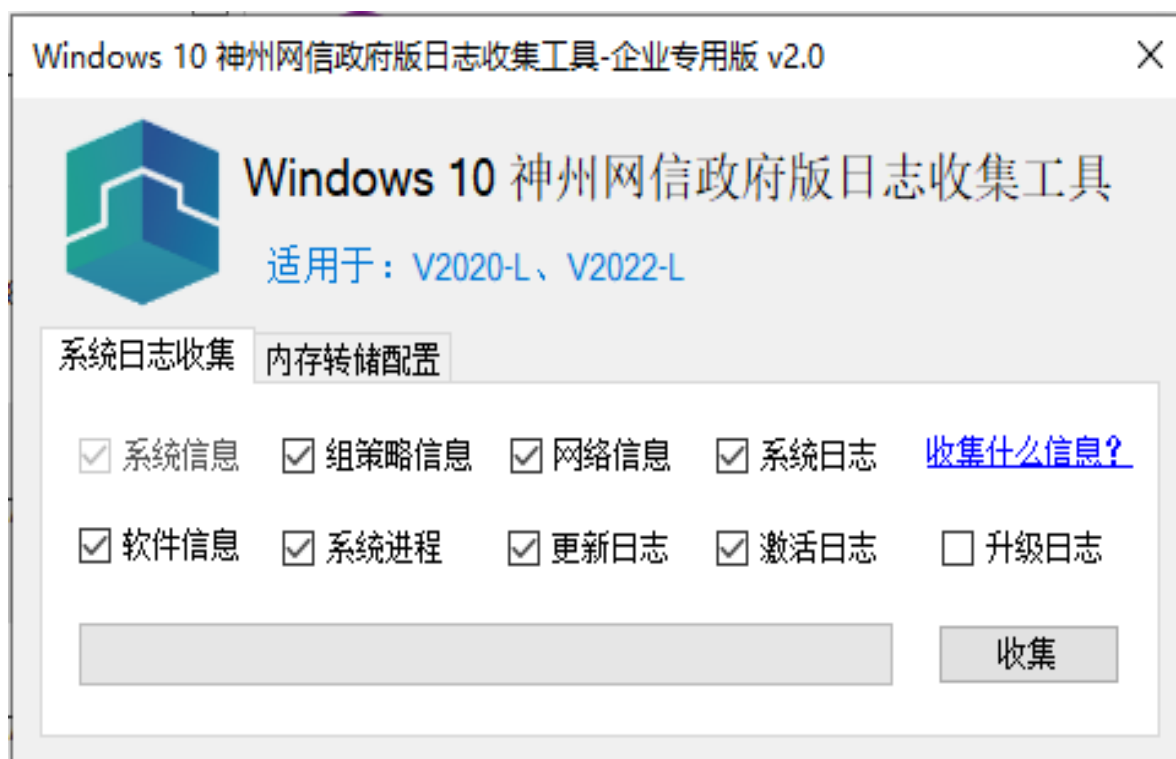 Windows 10 神州网信政府版日志收集工具-企业专用版 v2.0
Windows 10 神州网信政府版日志收集工具
适用于：V2020-L、V2022-L
系统日志收集 内存转储配置
系统信息 组策略信息 网络信息 系统日志 收集什么信息？
软件信息 系统进程 更新日志 激活日志 升级日志
收集